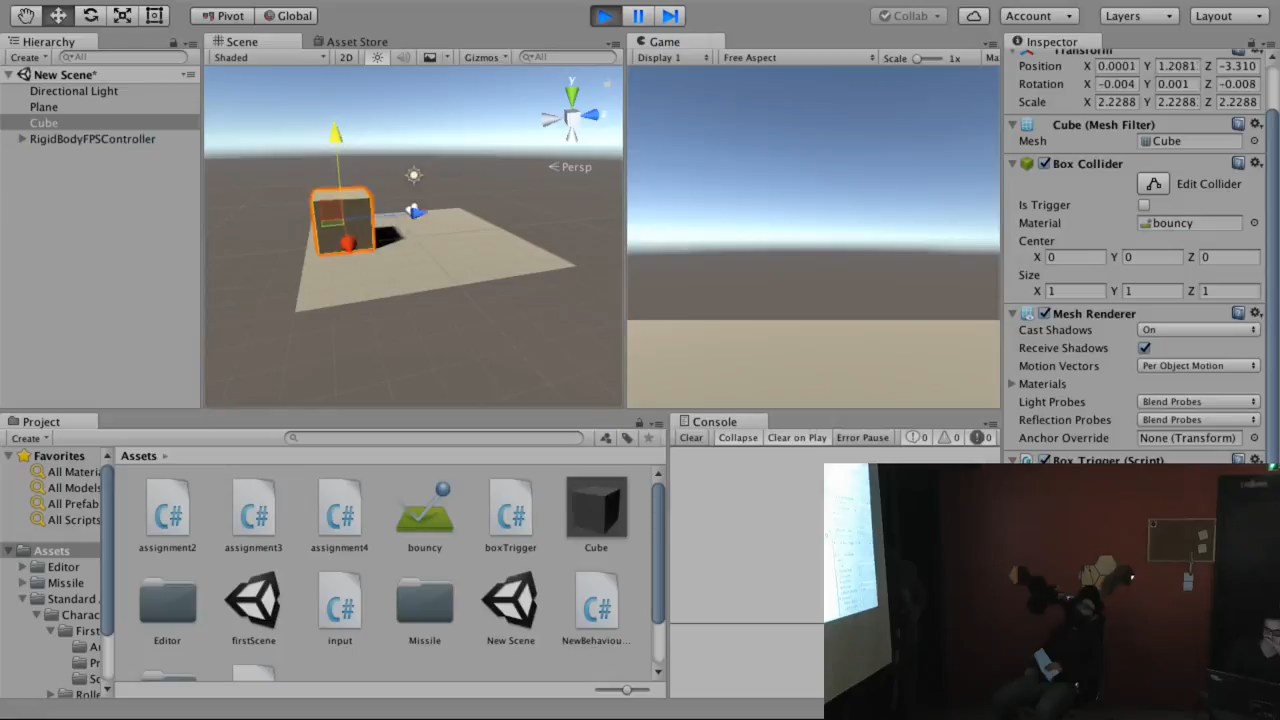 Pivot Global Collab Account Layers Layout
Hierarchy Scene Asset Store Game Inspector
Create All Shaded 2D Gizmos All Display 1 Free Aspect Scale 1x Ma
New Scene*
Directional Light
Plane
Cube
RigidBodyFPSController
Persp
Transform
Position X 0.0001 Y 1.2081 Z -3.310
Rotation X -0.004 Y 0.001 Z -0.008
Scale X 2.2288 Y 2.2288 Z 2.2288
Cube (Mesh Filter)
Mesh Cube
Box Collider
Edit Collider
Is Trigger
Material bouncy
Center
X 0 Y 0 Z 0
Size
X 1 Y 1 Z 1
Mesh Renderer
Cast Shadows On
Receive Shadows
Motion Vectors Per Object Motion
Materials
Light Probes Blend Probes
Reflection Probes Blend Probes
Anchor Override None (Transform)
Box Trigger (Script)
Project
Create
Favorites
All Materia
All Models
All Prefab
All Scripts
Assets
Editor
Missile
Standard
Charac
First
A
Pr
Sc
Rolle
Assets
assignment2 assignment3 assignment4 bouncy boxTrigger Cube
Editor firstScene input Missile New Scene NewBehaviou...
Console
Clear Collapse Clear on Play Error Pause 0 0 0